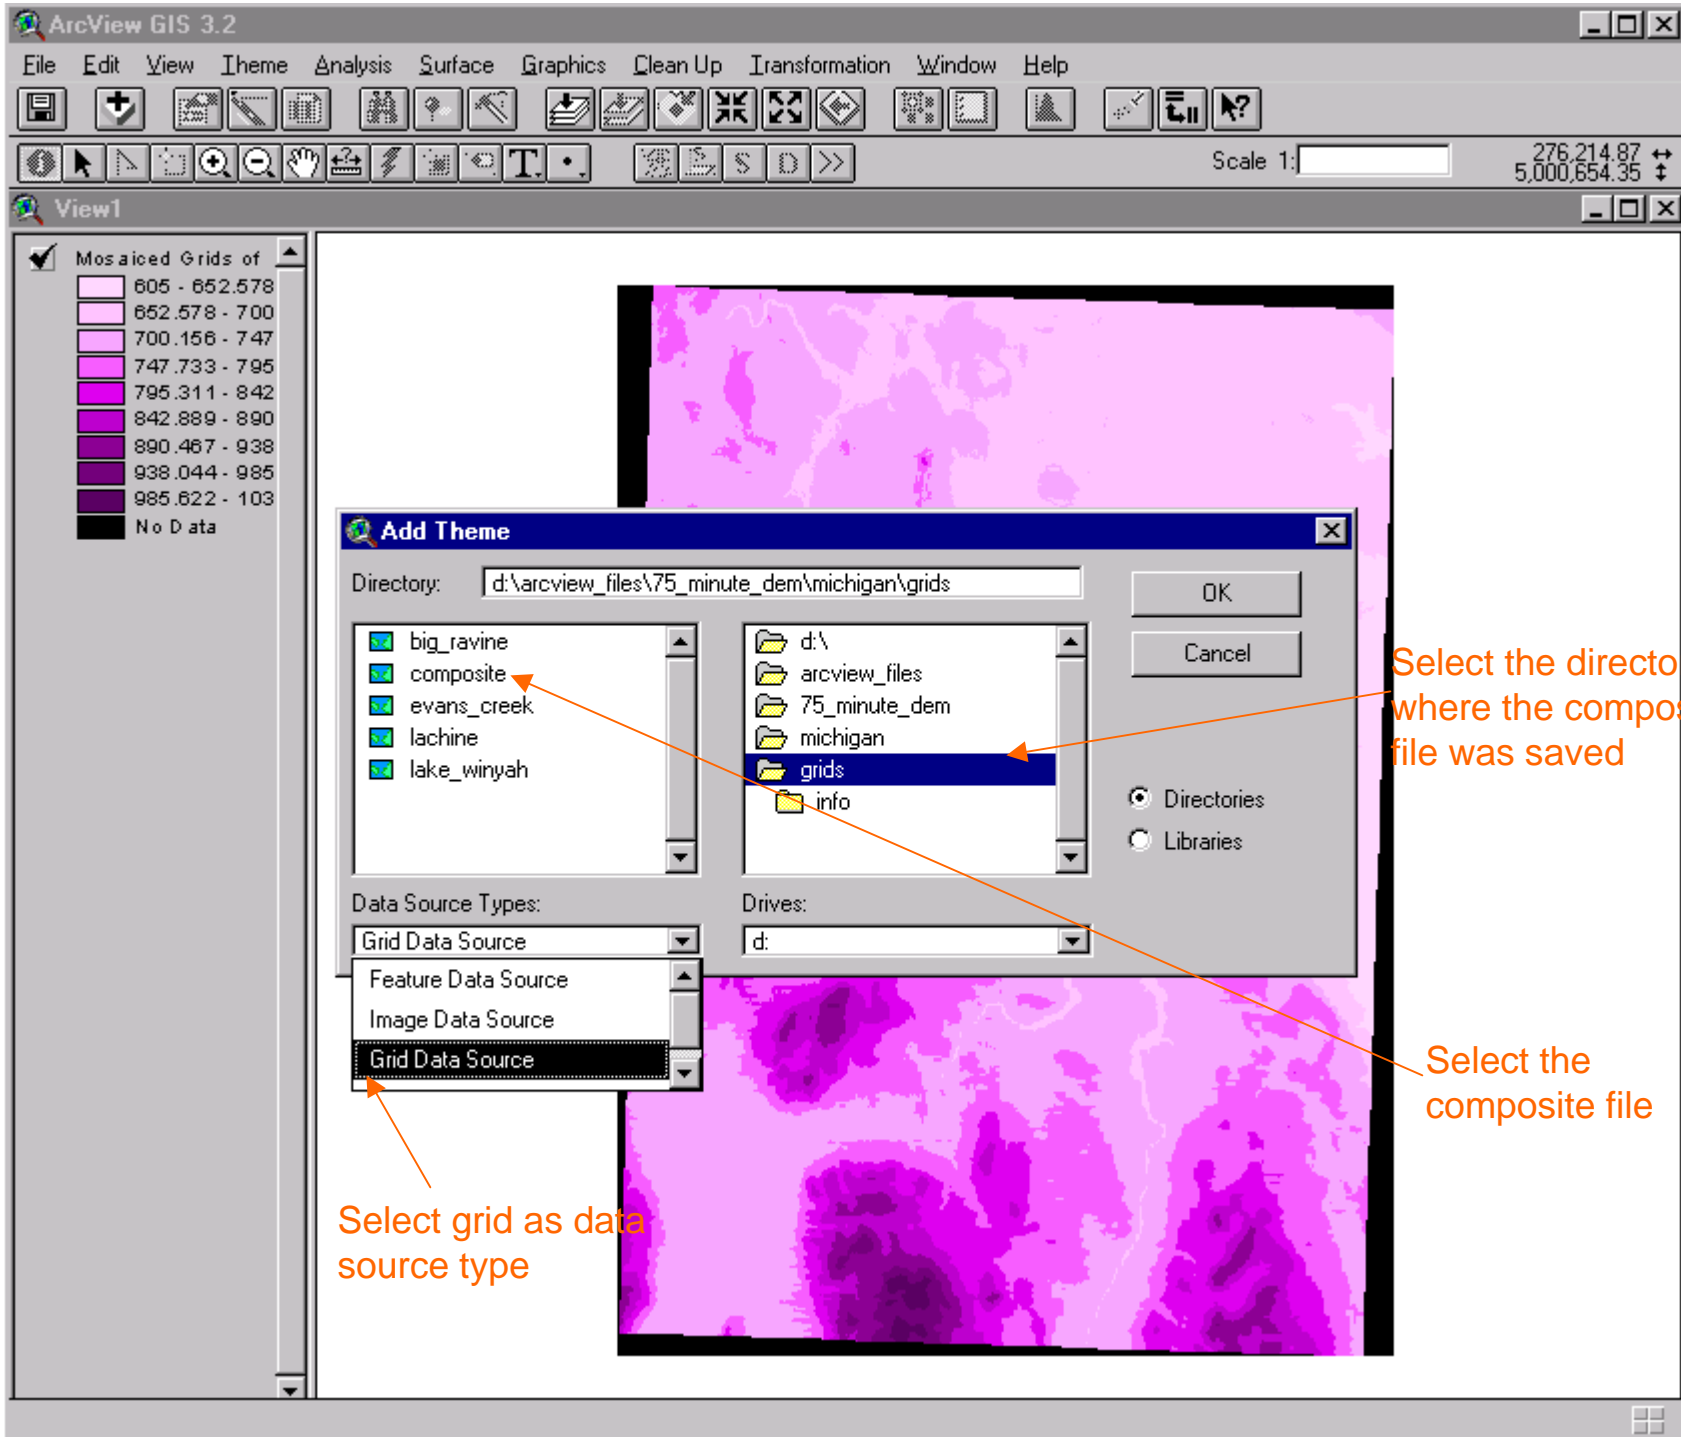 ArcView GIS 3.2
File Edit View Theme Analysis Surface Graphics Clean Up Transformation Window Help
T S D >>
Scale 1:
276,214.87
5,000,654.35
View1
Mosaiced Grids of
605 - 652.578
652.578 - 700
700.156 - 747
747.733 - 795
795.311 - 842
842.889 - 890
890.467 - 938
938.044 - 985
985.622 - 103
No Data
Add Theme
Directory: d:\arcview_files\75_minute_dem\michigan\grids
OK
Cancel
big_ravine
composite
evans_creek
lachine
lake_winyah
d:\
arcview_files
75_minute_dem
michigan
grids
info
Directories
Libraries
Data Source Types:
Grid Data Source
Feature Data Source
Image Data Source
Grid Data Source
Drives:
d:
Select the directo
where the compos
file was saved
Select the
composite file
Select grid as data
source type